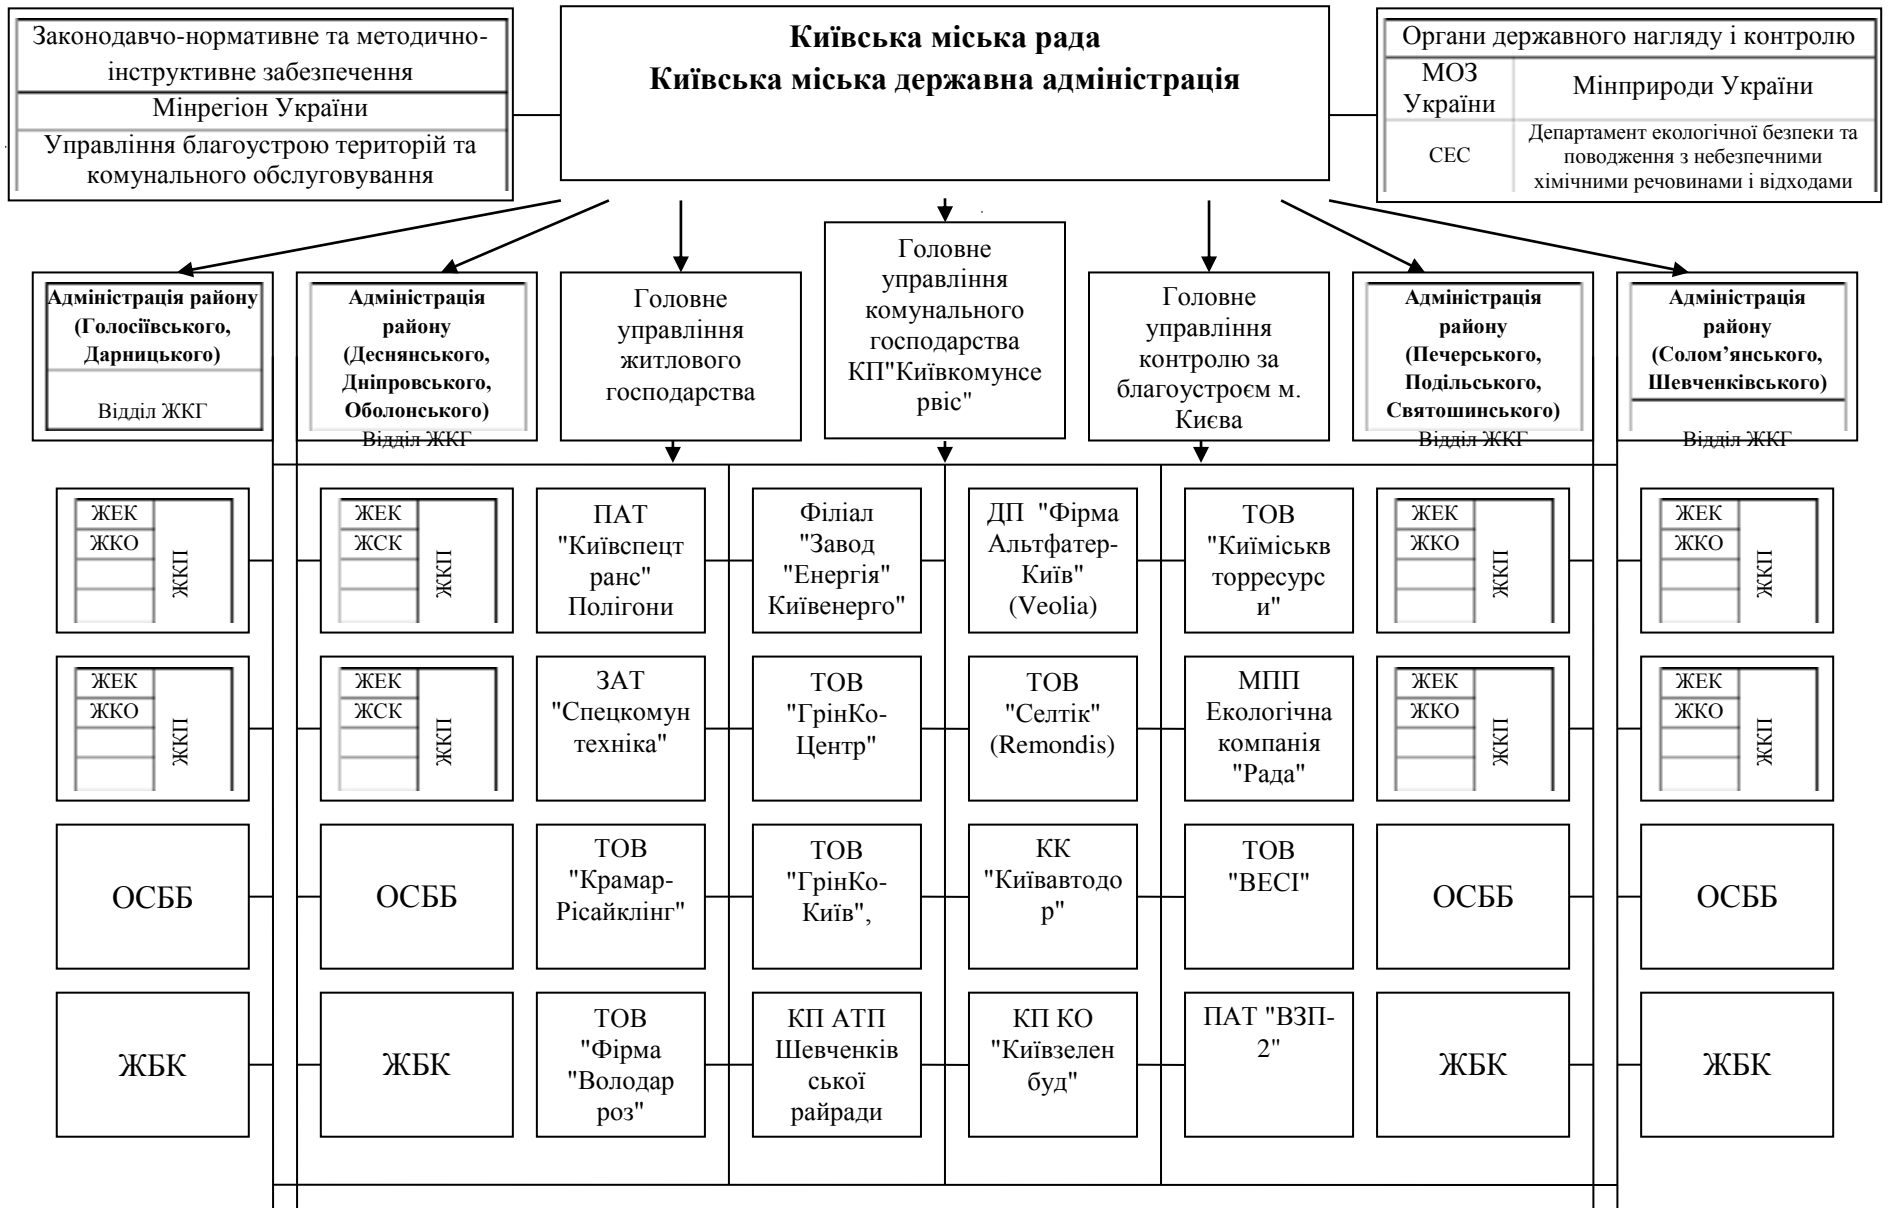 Законодавчо-нормативне та методично-
інструктивне забезпечення
Мінрегіон України
Управління благоустрою територій та
комунального обслуговування
Київська міська рада
Київська міська державна адміністрація
Органи державного нагляду і контролю
МОЗ
України
Мінприроди України
СЕС
Департамент екологічної безпеки та
поводження з небезпечними
хімічними речовинами і відходами
Адміністрація району
(Голосіївського,
Дарницького)
Відділ ЖКГ
Адміністрація
району
(Деснянського,
Дніпровського,
Оболонського)
Відділ ЖКГ
Головне
управління
житлового
господарства
Головне
управління
комунального
господарства
КП"Київкомунсе
рвіс"
Головне
управління
контролю за
благоустроєм м.
Києва
Адміністрація
району
(Печерського,
Подільського,
Святошинського)
Відділ ЖКГ
Адміністрація
району
(Солом’янського,
Шевченківського)
Відділ ЖКГ
ЖЕК
ЖКО
ЖКП
ЖЕК
ЖСК
ЖКП
ПАТ
"Київспецт
ранс"
Полігони
Філіал
"Завод
"Енергія"
Київенерго"
ДП "Фірма
Альтфатер-
Київ"
(Veolia)
ТОВ
"Київміськв
торресурс
и"
ЖЕК
ЖКО
ЖКП
ЖЕК
ЖКО
ЖКП
ЖЕК
ЖКО
ЖКП
ЖЕК
ЖСК
ЖКП
ЗАТ
"Спецкомун
техніка"
ТОВ
"ГрінКо-
Центр"
ТОВ
"Селтік"
(Remondis)
МПП
Екологічна
компанія
"Рада"
ЖЕК
ЖКО
ЖКП
ЖЕК
ЖКО
ЖКП
ОСББ
ОСББ
ТОВ
"Крамар-
Рісайклінг"
ТОВ
"ГрінКо-
Київ",
КК
"Київавтодо
р"
ТОВ
"ВЕСІ"
ОСББ
ОСББ
ЖБК
ЖБК
ТОВ
"Фірма
"Володар
роз"
КП АТП
Шевченків
ської
райради
КП КО
"Київзелен
буд"
ПАТ "ВЗП-
2"
ЖБК
ЖБК